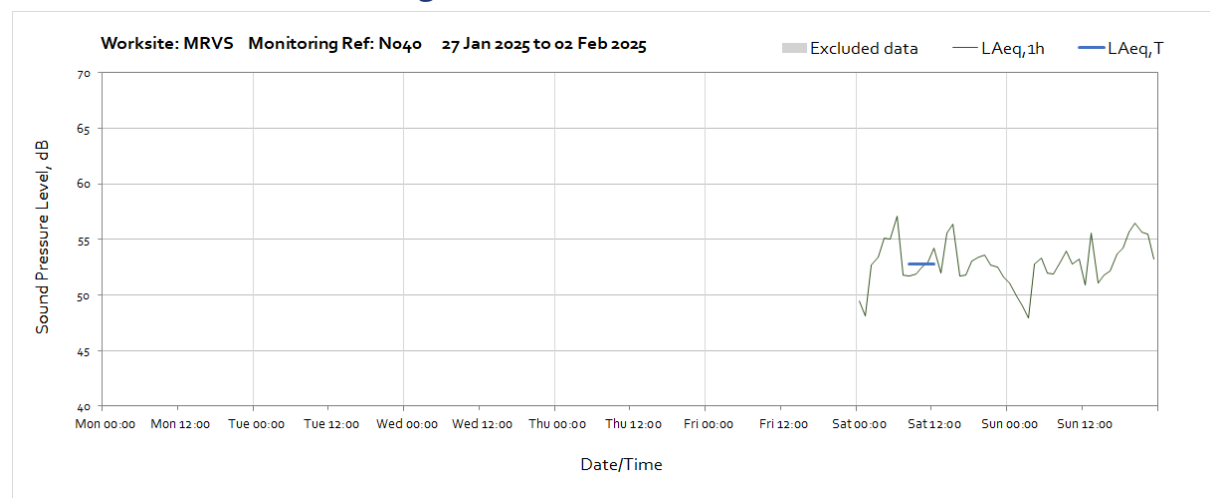 Worksite: MRVS Monitoring Ref: N040 27 Jan 2025 to 02 Feb 2025
Excluded data LAeq,1h LAeq,T
70
65
60
55
50
45
40
Sound Pressure Level, dB
Mon 00:00 Mon 12:00 Tue 00:00 Tue 12:00 Wed 00:00 Wed 12:00 Thu 00:00 Thu 12:00 Fri 00:00 Fri 12:00 Sat 00:00 Sat 12:00 Sun 00:00 Sun 12:00
Date/Time